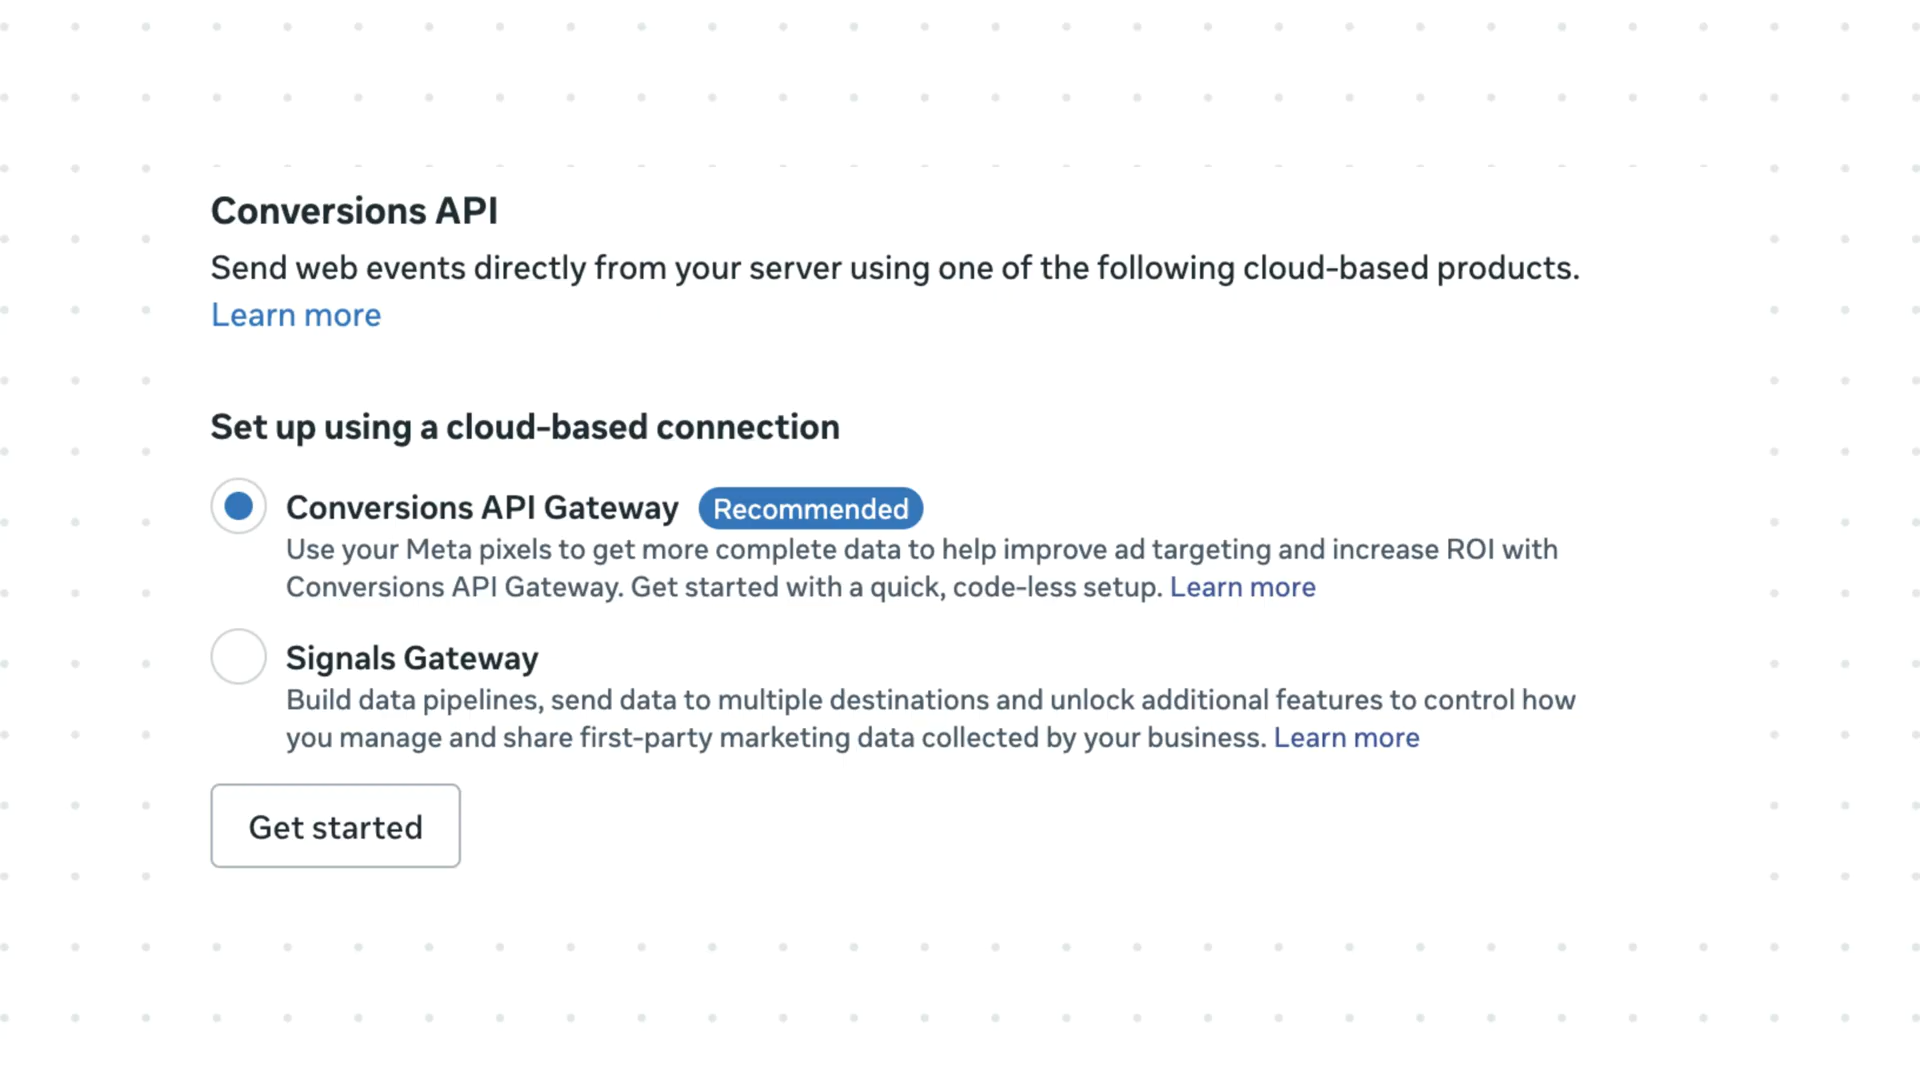 Conversions API
Send web events directly from your server using one of the following cloud-based products.
Learn more
Set up using a cloud-based connection
Conversions API Gateway Recommended
Use your Meta pixels to get more complete data to help improve ad targeting and increase ROI with
Conversions API Gateway. Get started with a quick, code-less setup. Learn more
Signals Gateway
Build data pipelines, send data to multiple destinations and unlock additional features to control how
you manage and share first-party marketing data collected by your business. Learn more
Get started